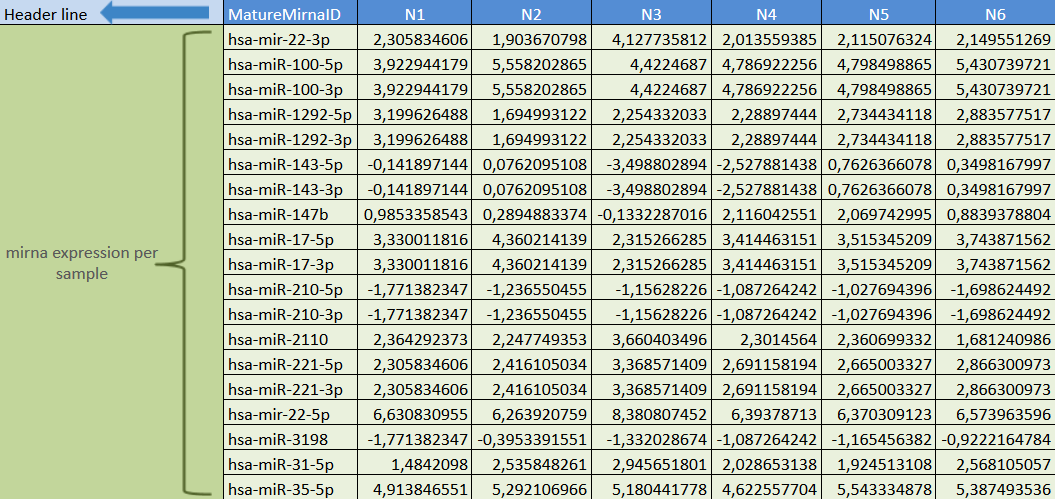 Header line MatureMirnaID N1 N2 N3 N4 N5 N6
hsa-mir-22-3p 2,305834606 1,903670798 4,127735812 2,013559385 2,115076324 2,149551269
hsa-miR-100-5p 3,922944179 5,558202865 4,4224687 4,786922256 4,798498865 5,430739721
hsa-miR-100-3p 3,922944179 5,558202865 4,4224687 4,786922256 4,798498865 5,430739721
hsa-miR-1292-5p 3,199626488 1,694993122 2,254332033 2,28897444 2,734434118 2,883577517
hsa-miR-1292-3p 3,199626488 1,694993122 2,254332033 2,28897444 2,734434118 2,883577517
hsa-miR-143-5p -0,141897144 0,0762095108 -3,498802894 -2,527881438 0,7626366078 0,3498167997
hsa-miR-143-3p -0,141897144 0,0762095108 -3,498802894 -2,527881438 0,7626366078 0,3498167997
hsa-miR-147b 0,9853358543 0,2894883374 -0,1332287016 2,116042551 2,069742995 0,8839378804
hsa-miR-17-5p 3,330011816 4,360214139 2,315266285 3,414463151 3,515345209 3,743871562
mirna expression per
sample
hsa-miR-17-3p 3,330011816 4,360214139 2,315266285 3,414463151 3,515345209 3,743871562
hsa-miR-210-5p -1,771382347 -1,236550455 -1,15628226 -1,087264242 -1,027694396 -1,698624492
hsa-miR-210-3p -1,771382347 -1,236550455 -1,15628226 -1,087264242 -1,027694396 -1,698624492
hsa-miR-2110 2,364292373 2,247749353 3,660403496 2,3014564 2,360699332 1,681240986
hsa-miR-221-5p 2,305834606 2,416105034 3,368571409 2,691158194 2,665003327 2,866300973
hsa-miR-221-3p 2,305834606 2,416105034 3,368571409 2,691158194 2,665003327 2,866300973
hsa-mir-22-5p 6,630830955 6,263920759 8,380807452 6,39378713 6,370309123 6,573963596
hsa-miR-3198 -1,771382347 -0,3953391551 -1,332028674 -1,087264242 -1,165456382 -0,9222164784
hsa-miR-31-5p 1,4842098 2,535848261 2,945651801 2,028653138 1,924513108 2,568105057
hsa-miR-35-5p 4,913846551 5,292106966 5,180441778 4,622557704 5,543334878 5,387493536